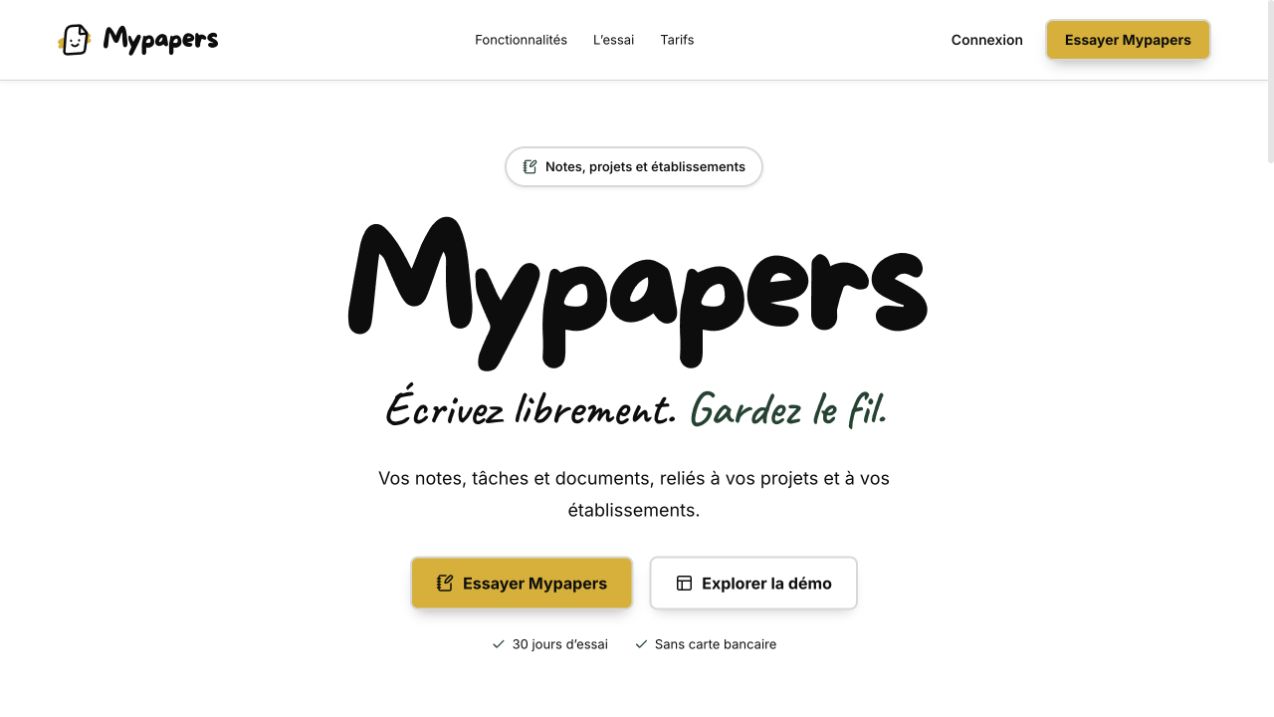 Mypapers
Fonctionnalités
L’essai
Tarifs
Connexion
Essayer Mypapers
Notes, projets et établissements
Mypapers
Écrivez librement. Gardez le fil.
Vos notes, tâches et documents, reliés à vos projets et à vos
établissements.
Essayer Mypapers
Explorer la démo
30 jours d’essai
Sans carte bancaire